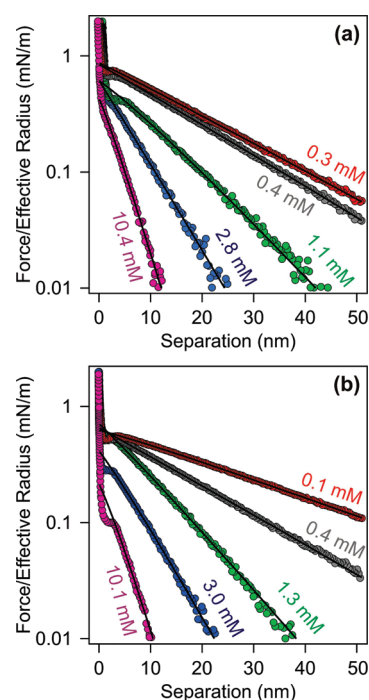 (a)
Force/Effective Radius (mN/m)
1
0.1
0.01
0.3 mM
0.4 mM
1.1 mM
2.8 mM
10.4 mM
0 10 20 30 40 50
Separation (nm)
(b)
Force/Effective Radius (mN/m)
1
0.1
0.01
0.1 mM
0.4 mM
1.3 mM
3.0 mM
10.1 mM
0 10 20 30 40 50
Separation (nm)